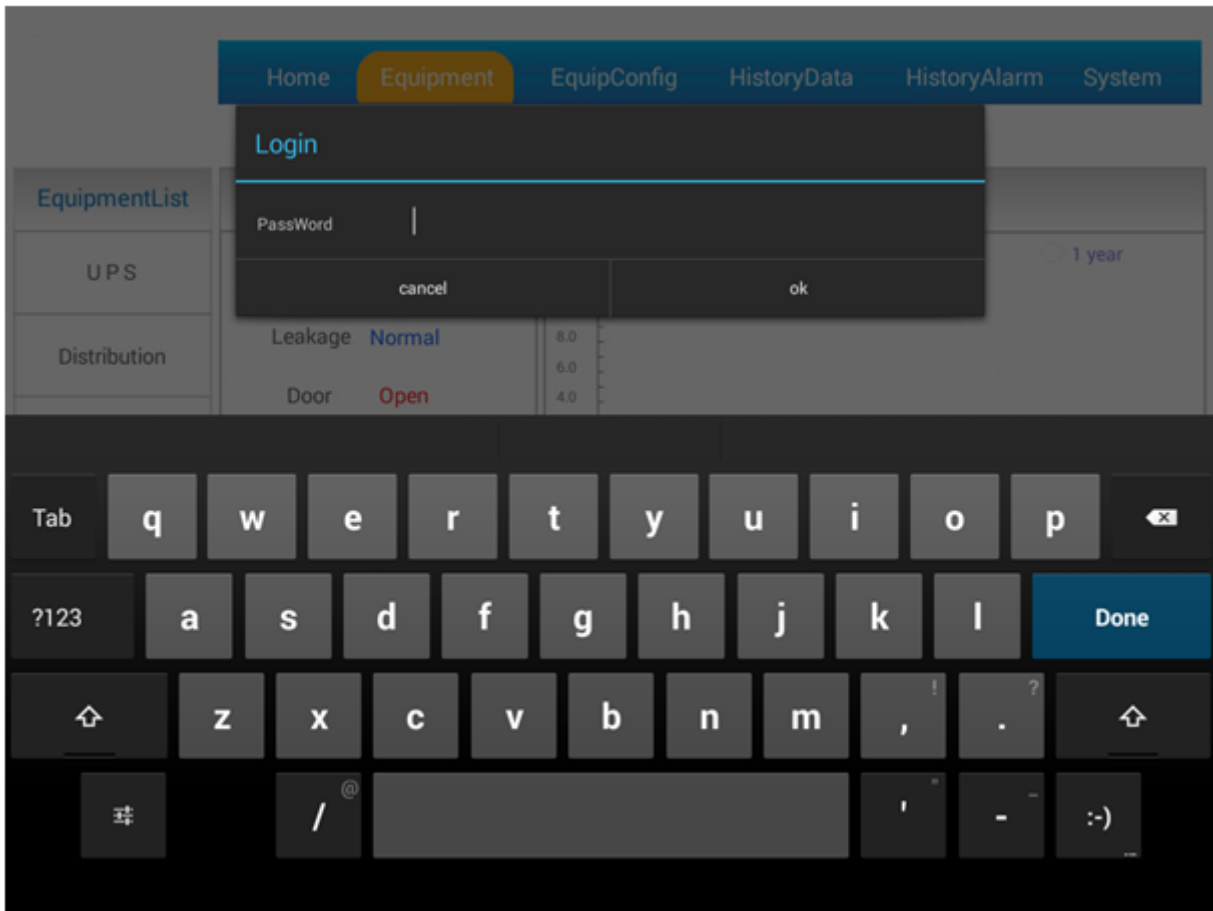 Home Equipment EquipConfig HistoryData HistoryAlarm System
Login
EquipmentList
PassWord
UPS
1 year
cancel ok
Leakage Normal
8.0
Distribution
6.0
Door Open
4.0
Tab q w e r t y u i o p
?123 a s d f g h j k l Done
z x c v b n m , ! . ?
/ @ ' " - _ :-) ...